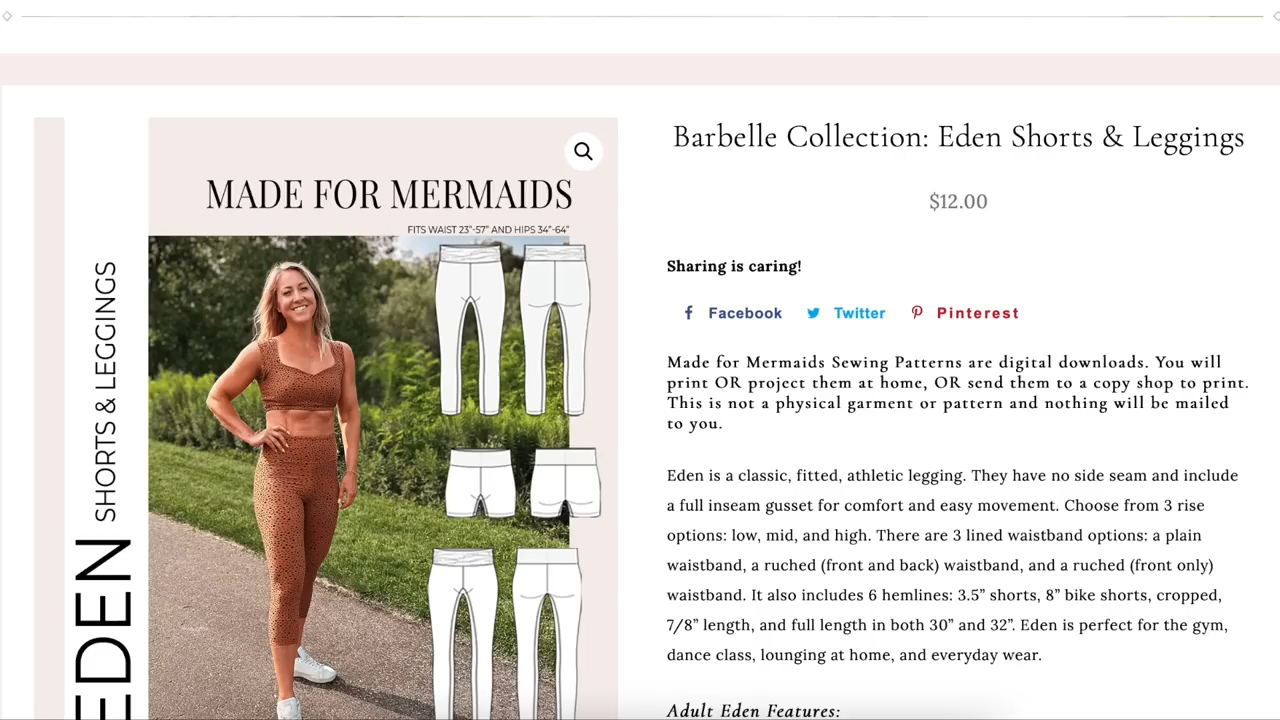 MADE FOR MERMAIDS
FITS WAIST 23"-57" AND HIPS 34"-64"
EDEN SHORTS & LEGGINGS
Barbelle Collection: Eden Shorts & Leggings
$12.00
Sharing is caring!
Facebook Twitter Pinterest
Made for Mermaids Sewing Patterns are digital downloads. You will
print OR project them at home, OR send them to a copy shop to print.
This is not a physical garment or pattern and nothing will be mailed
to you.
Eden is a classic, fitted, athletic legging. They have no side seam and include
a full inseam gusset for comfort and easy movement. Choose from 3 rise
options: low, mid, and high. There are 3 lined waistband options: a plain
waistband, a ruched (front and back) waistband, and a ruched (front only)
waistband. It also includes 6 hemlines: 3.5” shorts, 8” bike shorts, cropped,
7/8” length, and full length in both 30” and 32”. Eden is perfect for the gym,
dance class, lounging at home, and everyday wear.
Adult Eden Features: